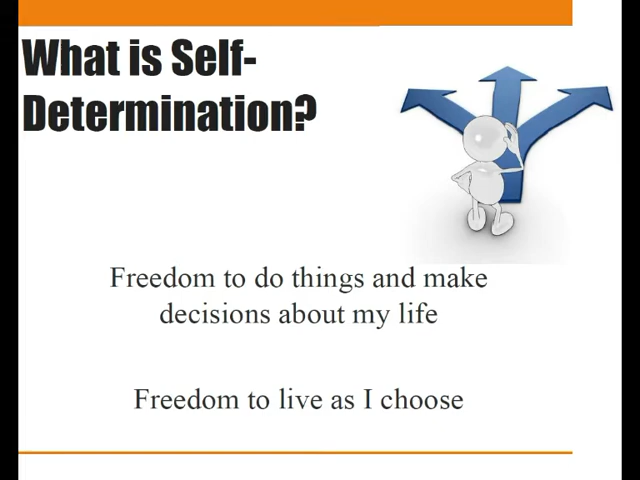 What is Self-
Determination?
Freedom to do things and make
decisions about my life
Freedom to live as I choose